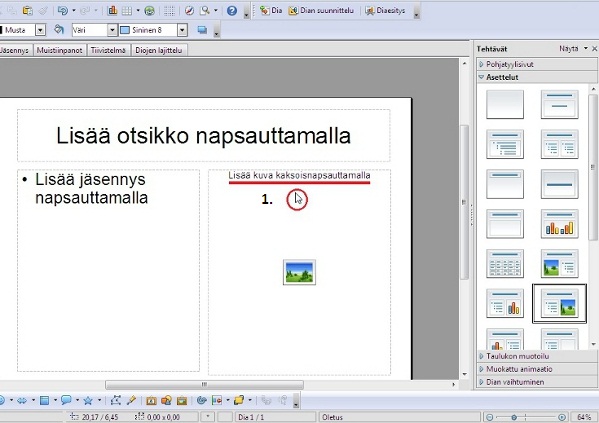 Dia Dian suunnittelu Diaesitys
Musta Väri Sininen 8
Jäsennys Muistiinpanot Tiivistelmä Diojen lajittelu
Tehtävät Näytä
Pohjatyylisivut
Asettelut
Lisää otsikko napsauttamalla
• Lisää jäsennys
napsauttamalla
Lisää kuva kaksoisnapsauttamalla
1.
Taulukon muotoilu
Muokattu animaatio
Dian vaihtuminen
20,17 / 6,45 0,00 x 0,00 * Dia 1 / 1 Oletus 64%